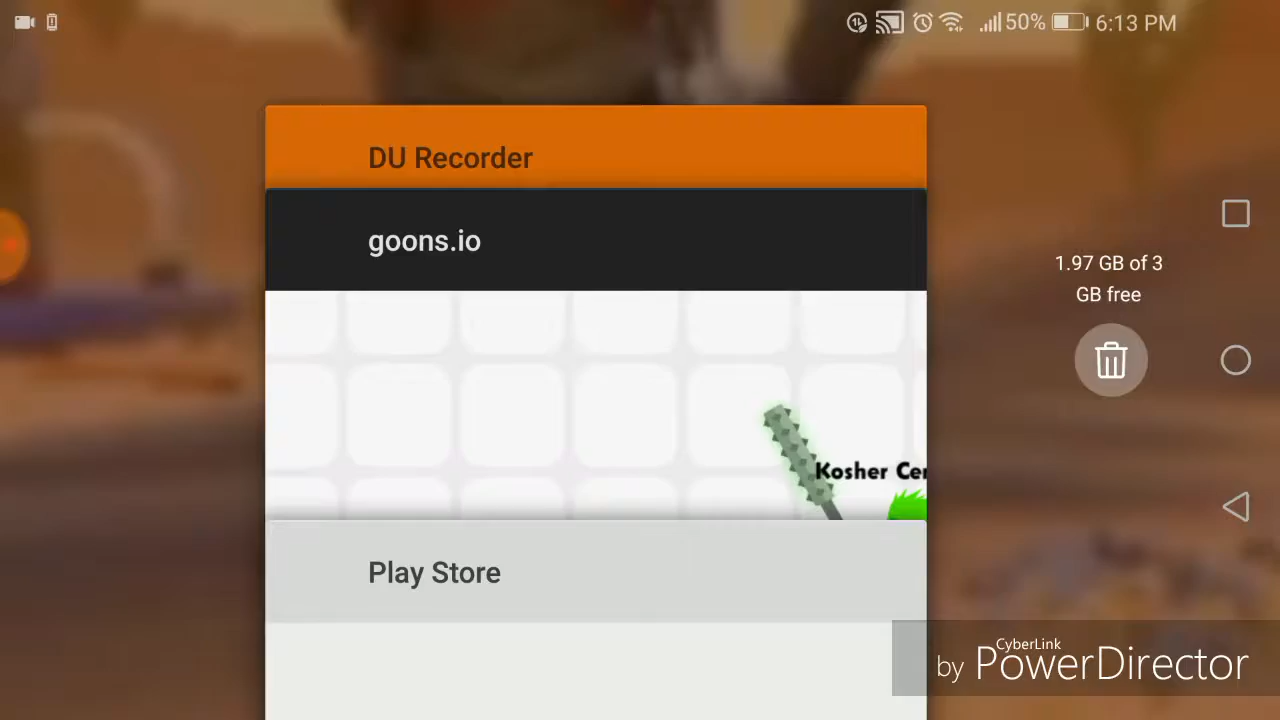 50% 6:13 PM
DU Recorder
goons.io
1.97 GB of 3
GB free
Kosher Cer
Play Store
CyberLink
by PowerDirector